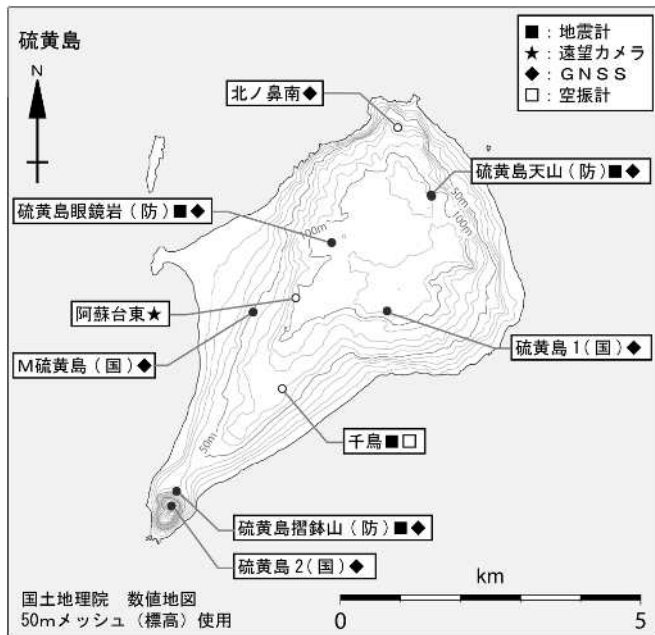 硫黄島
N
■：地震計
★：遠望カメラ
◆：ＧＮＳＳ
□：空振計
北ノ鼻南◆
硫黄島天山（防）■◆
50m
100m
硫黄島眼鏡岩（防）■◆
100m
阿蘇台東★
M硫黄島（国）◆
硫黄島1(国)◆
千鳥■□
50m
硫黄島摺鉢山（防）■◆
硫黄島2(国)◆
国土地理院 数値地図
50mメッシュ（標高）使用
km
0
5